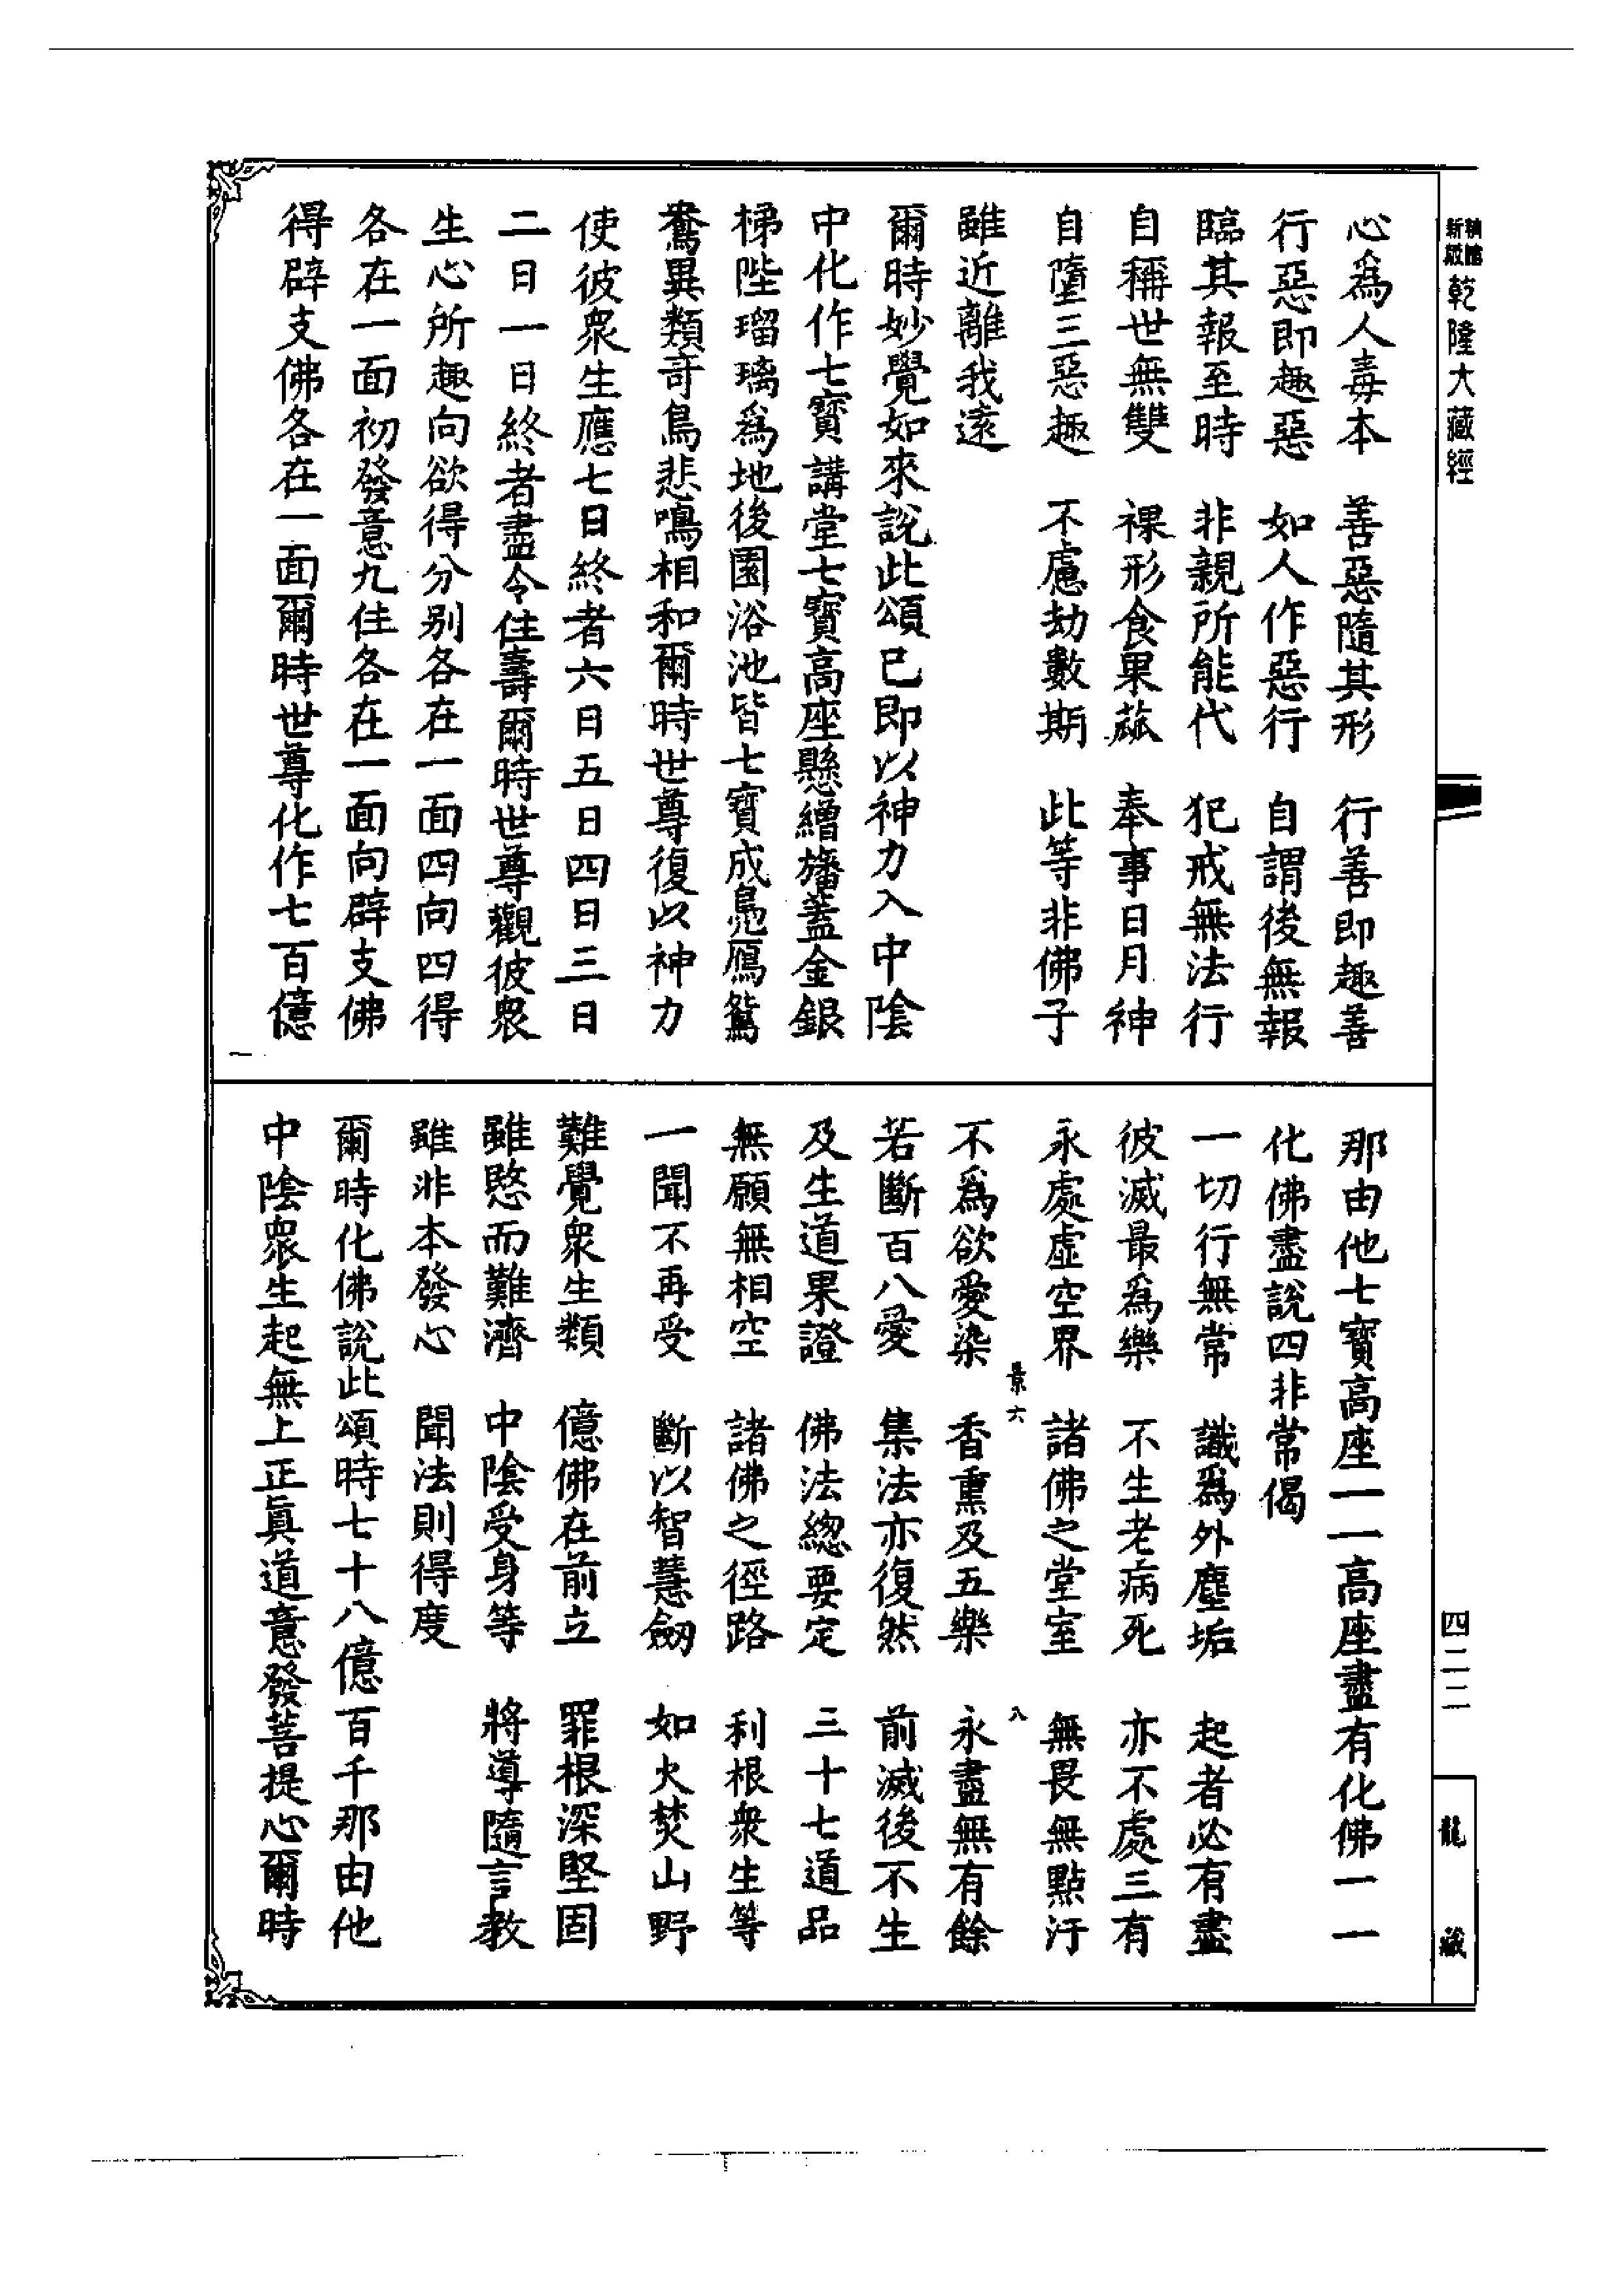 乾隆大藏經
心為人毒本　善惡隨其形　行善即趣善
行惡即趣惡　如人作惡行　自謂後無報
臨其報至時　非親所能代　犯戒無法行
自稱世無雙　裸形食果蓏　奉事日月神
自墮三惡趣　不慮劫數期　此等非佛子
雖近離我遠
爾時妙覺如來說此頌已即以神力入中陰
中化作七寶講堂七寶高座懸繒旛蓋金銀
梯陛瑠璃為地後園浴池皆七寶成鳧鴈鴛
鴦異類奇鳥悲鳴相和爾時世尊復以神力
使彼眾生應七日終者六日五日四日三日
二日一日終者盡令住壽爾時世尊觀彼眾
生心所趣向欲得分別各在一面四向四得
各在一面初發意九住各在一面向辟支佛
得辟支佛各在一面爾時世尊化作七百億
那由他七寶高座一一高座盡有化佛一一
化佛盡說四非常偈
一切行無常　識為外塵垢　起者必有盡
彼滅最為樂　不生老病死　亦不處三有
永處虛空界　諸佛之堂室　無畏無點汙
景六　八
不為欲愛染　香熏及五樂　永盡無有餘
若斷百八愛　集法亦復然　前滅後不生
及生道果證　佛法總要定　三十七道品
無願無相空　諸佛之徑路　利根眾生等
一聞不再受　斷以智慧劒　如火焚山野
難覺眾生類　億佛在前立　罪根深堅固
雖愍而難濟　中陰受身等　將導隨言教
雖非本發心　聞法則得度
爾時化佛說此頌時七十八億百千那由他
中陰眾生起無上正真道意發菩提心爾時
四二二
龍藏